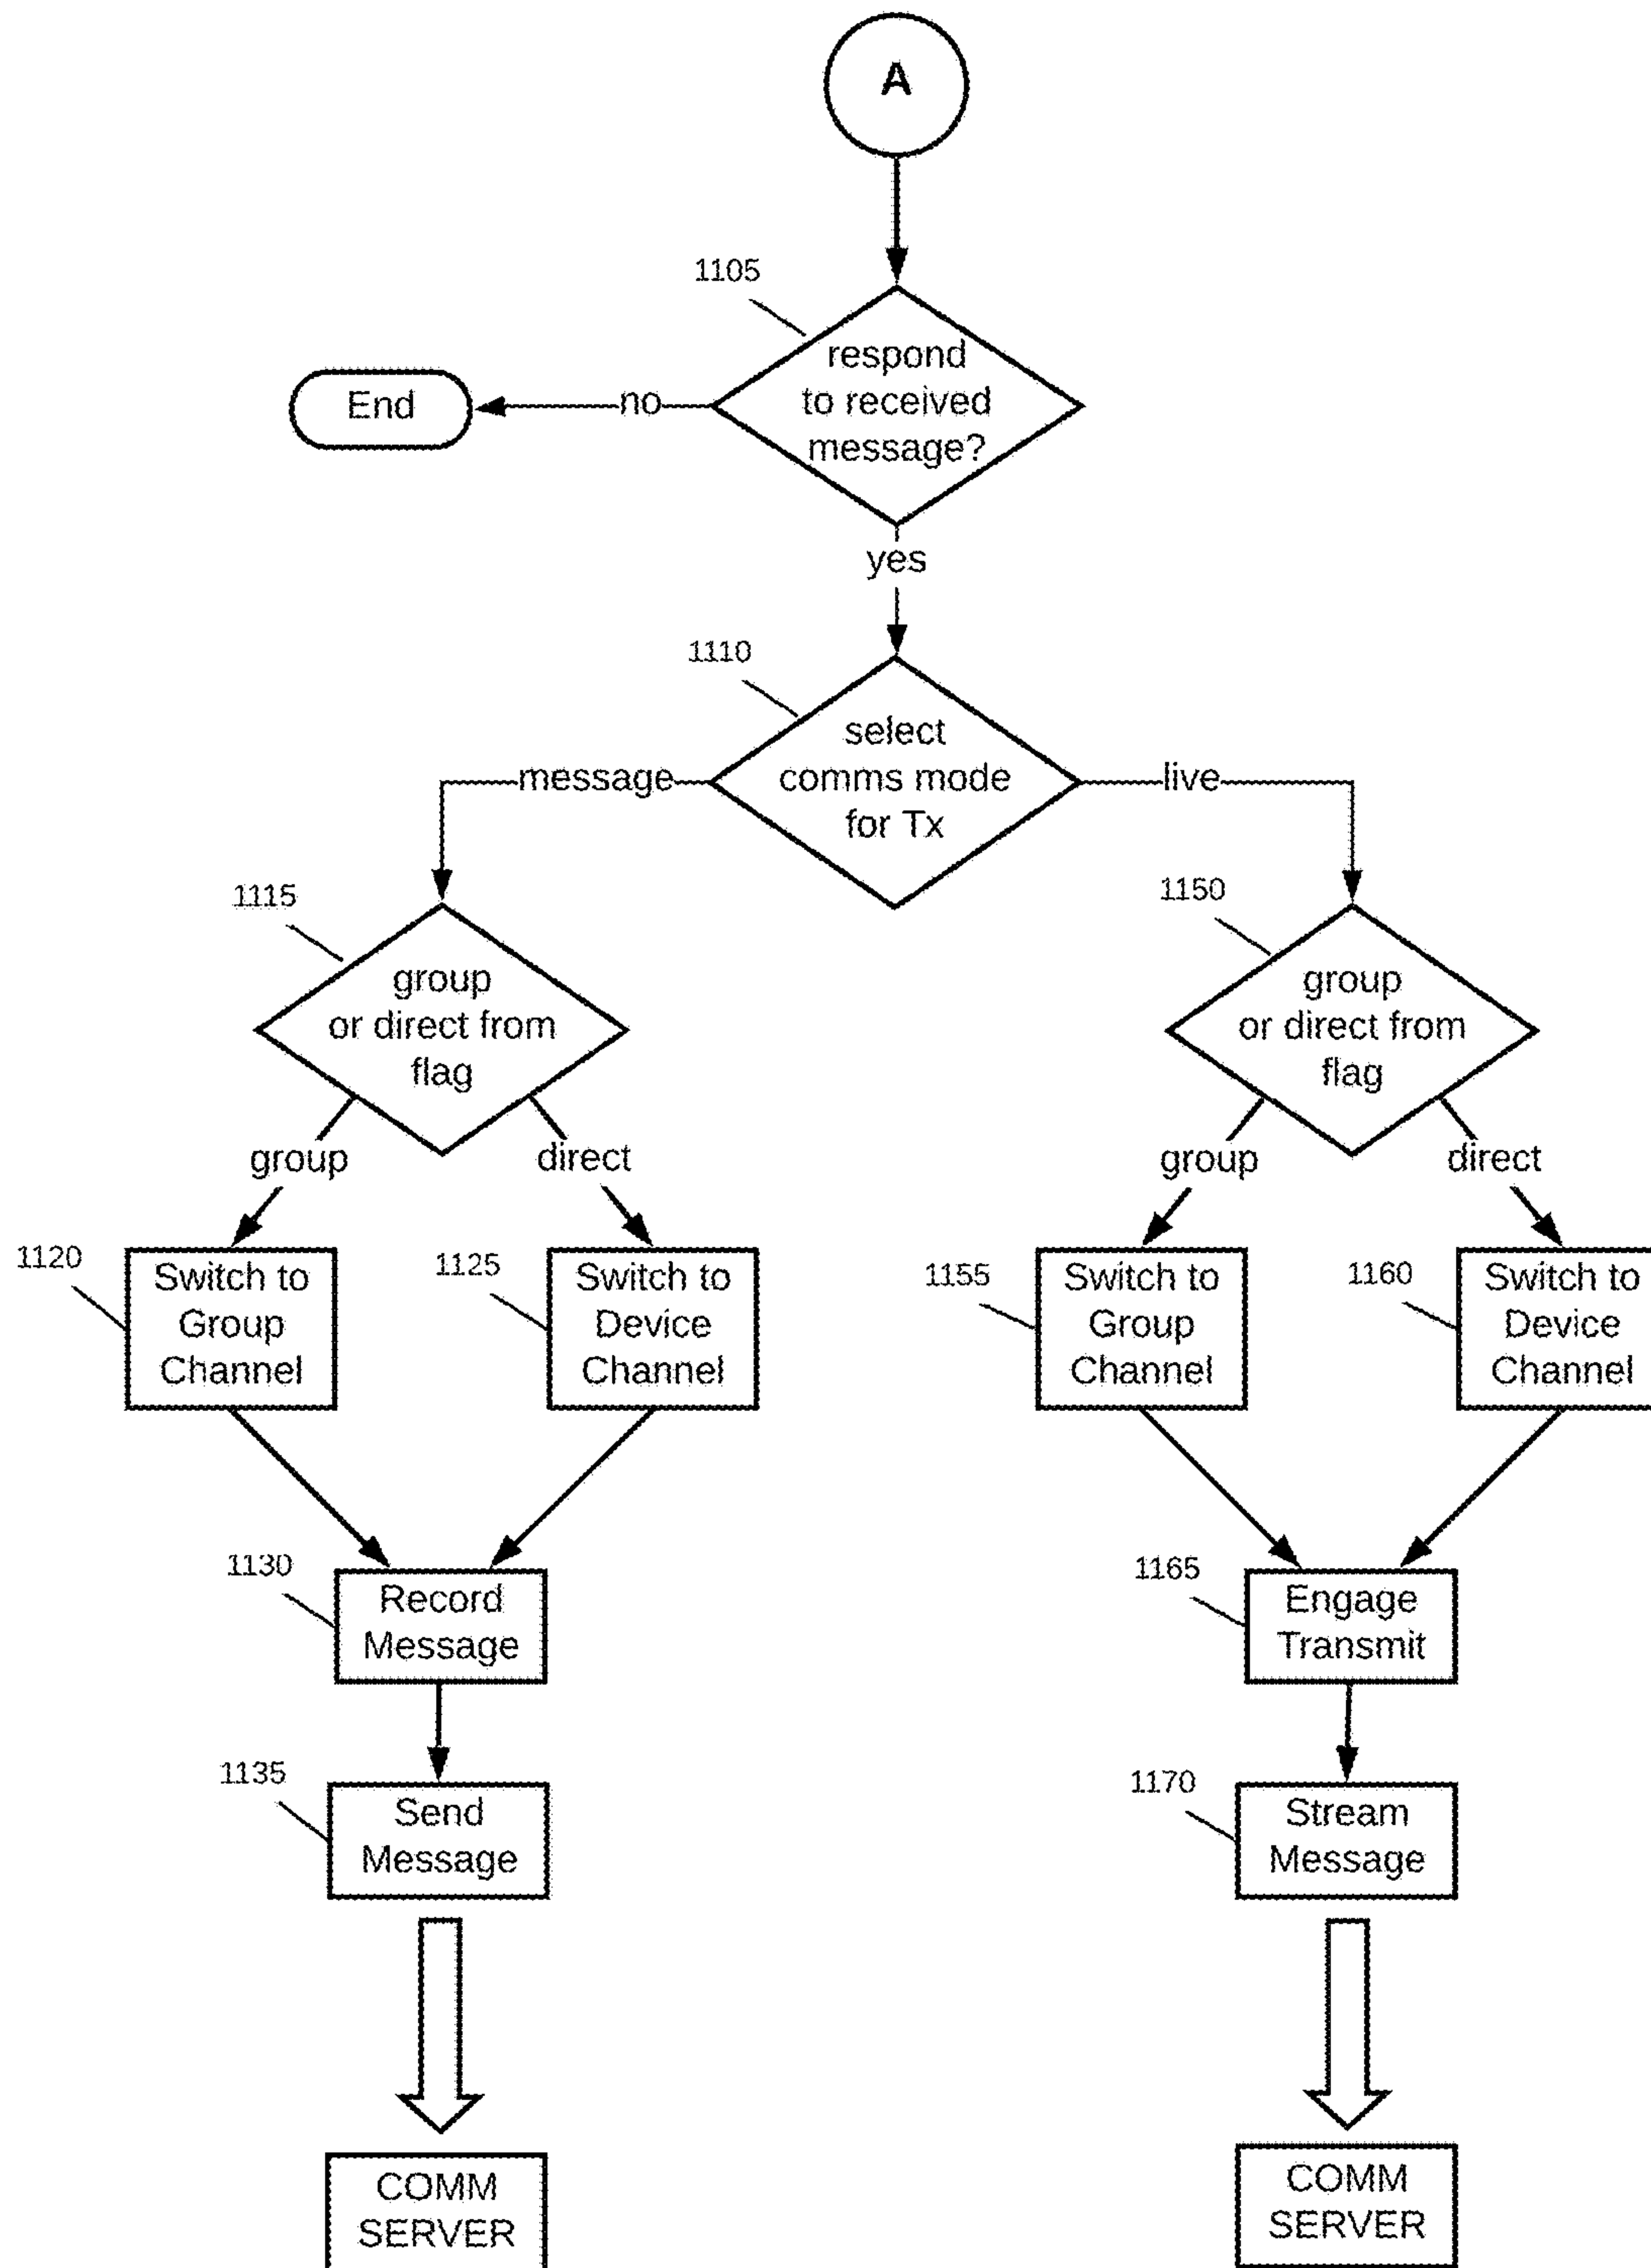 A
1105
respond
to received
message?
no
End
yes
1110
select
comms mode
for Tx
message
live
1115
group
or direct from
flag
1150
group
or direct from
flag
group
direct
group
direct
1120
Switch to
Group
Channel
1125
Switch to
Device
Channel
1155
Switch to
Group
Channel
1160
Switch to
Device
Channel
1130
Record
Message
1165
Engage
Transmit
1135
Send
Message
1170
Stream
Message
COMM
SERVER
COMM
SERVER